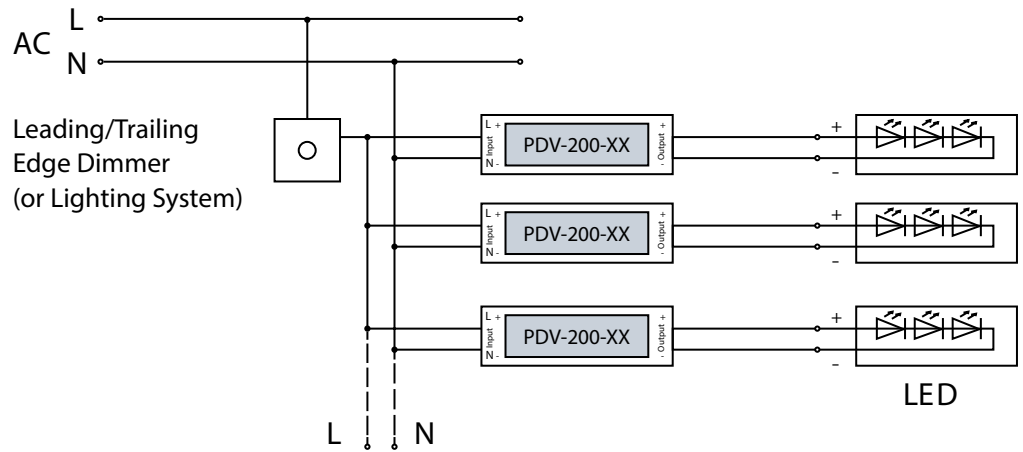 AC
L
N
Leading/Trailing
Edge Dimmer
(or Lighting System)
L +
Input
N -
PDV-200-XX
+
Output
-
+
–
L +
Input
N -
PDV-200-XX
+
Output
-
+
–
L +
Input
N -
PDV-200-XX
+
Output
-
+
–
LED
L
N